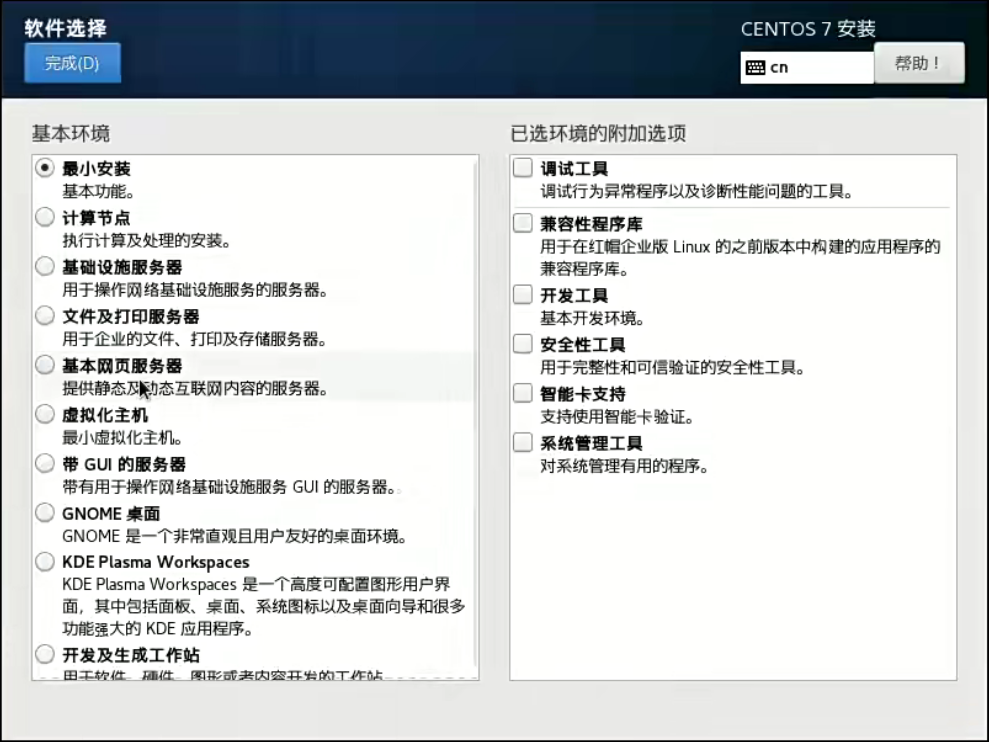 软件选择
完成(D)
CENTOS 7 安装
cn
帮助！
基本环境
最小安装
基本功能。
计算节点
执行计算及处理的安装。
基础设施服务器
用于操作网络基础设施服务的服务器。
文件及打印服务器
用于企业的文件、打印及存储服务器。
基本网页服务器
提供静态及动态互联网内容的服务器。
虚拟化主机
最小虚拟化主机。
带 GUI 的服务器
带有用于操作网络基础设施服务 GUI 的服务器。
GNOME 桌面
GNOME 是一个非常直观且用户友好的桌面环境。
KDE Plasma Workspaces
KDE Plasma Workspaces 是一个高度可配置图形用户界
面，其中包括面板、桌面、系统图标以及桌面向导和很多
功能强大的 KDE 应用程序。
开发及生成工作站
用于软件、硬件、图形或者内容开发的工作站
已选环境的附加选项
调试工具
调试行为异常程序以及诊断性能问题的工具。
兼容性程序库
用于在红帽企业版 Linux 的之前版本中构建的应用程序的
兼容程序库。
开发工具
基本开发环境。
安全性工具
用于完整性和可信验证的安全性工具。
智能卡支持
支持使用智能卡验证。
系统管理工具
对系统管理有用的程序。